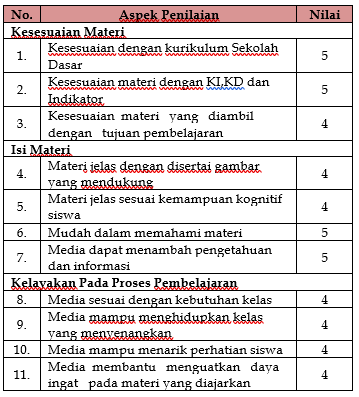 No. Aspek Penilaian Nilai
Kesesuaian Materi
1. Kesesuaian dengan kurikulum Sekolah
Dasar 5
2. Kesesuaian materi dengan KI,KD dan
Indikator 5
3. Kesesuaian materi yang diambil
dengan tujuan pembelajaran 4
Isi Materi
4. Materi jelas dengan disertai gambar
yang mendukung 4
5. Materi jelas sesuai kemampuan kognitif
siswa 4
6. Mudah dalam memahami materi 5
7. Media dapat menambah pengetahuan
dan informasi 5
Kelayakan Pada Proses Pembelajaran
8. Media sesuai dengan kebutuhan kelas 4
9. Media mampu menghidupkan kelas
yang menyenangkan 4
10. Media mampu menarik perhatian siswa 4
11. Media membantu menguatkan daya
ingat pada materi yang diajarkan 4